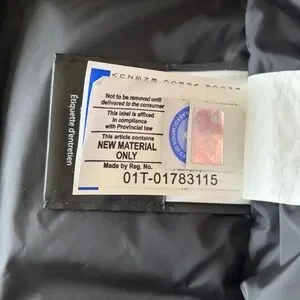 Étiquette d'entretien
Not to be removed until
delivered to the consumer
This label is affixed
in compliance
with Provincial law
This article contains
NEW MATERIAL
ONLY
Made by Reg. No.
01T-01783115